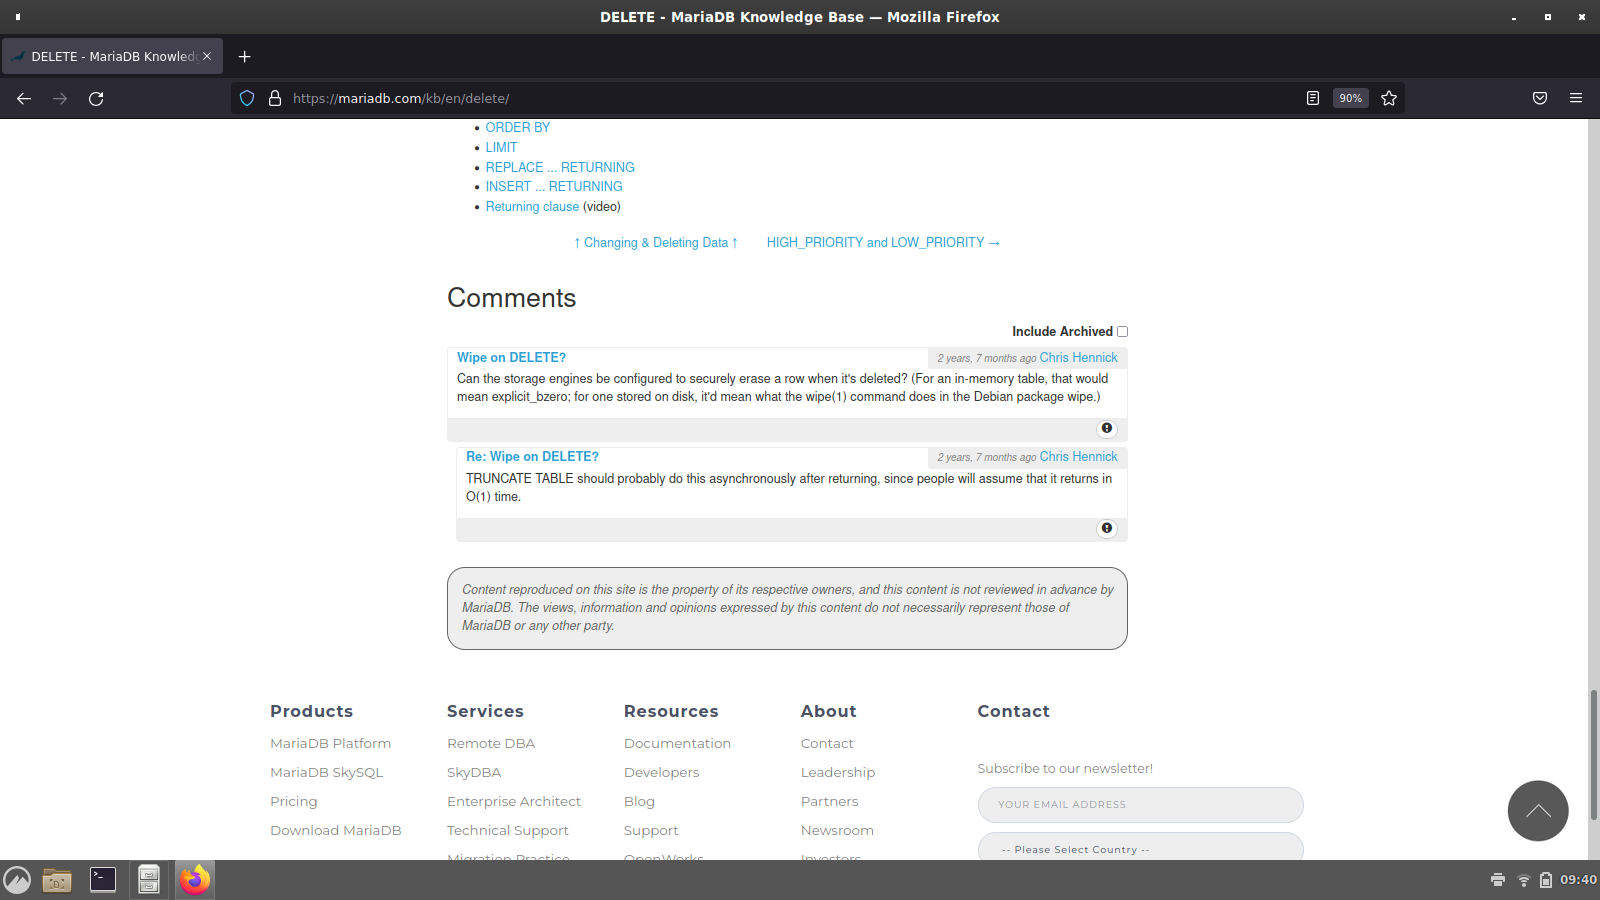 DELETE - MariaDB Knowledge Base — Mozilla Firefox
DELETE - MariaDB Knowledg
https://mariadb.com/kb/en/delete/
90%
ORDER BY
LIMIT
REPLACE ... RETURNING
INSERT ... RETURNING
Returning clause (video)
↑ Changing & Deleting Data ↑ HIGH_PRIORITY and LOW_PRIORITY →
Comments
Include Archived
Wipe on DELETE? 2 years, 7 months ago Chris Hennick
Can the storage engines be configured to securely erase a row when it's deleted? (For an in-memory table, that would
mean explicit_bzero; for one stored on disk, it'd mean what the wipe(1) command does in the Debian package wipe.)
Re: Wipe on DELETE? 2 years, 7 months ago Chris Hennick
TRUNCATE TABLE should probably do this asynchronously after returning, since people will assume that it returns in
O(1) time.
Content reproduced on this site is the property of its respective owners, and this content is not reviewed in advance by
MariaDB. The views, information and opinions expressed by this content do not necessarily represent those of
MariaDB or any other party.
Products
MariaDB Platform
MariaDB SkySQL
Pricing
Download MariaDB
Services
Remote DBA
SkyDBA
Enterprise Architect
Technical Support
Migration Practice
Resources
Documentation
Developers
Blog
Support
OpenWorks
About
Contact
Leadership
Partners
Newsroom
Investors
Contact
Subscribe to our newsletter!
YOUR EMAIL ADDRESS
-- Please Select Country --
09:40